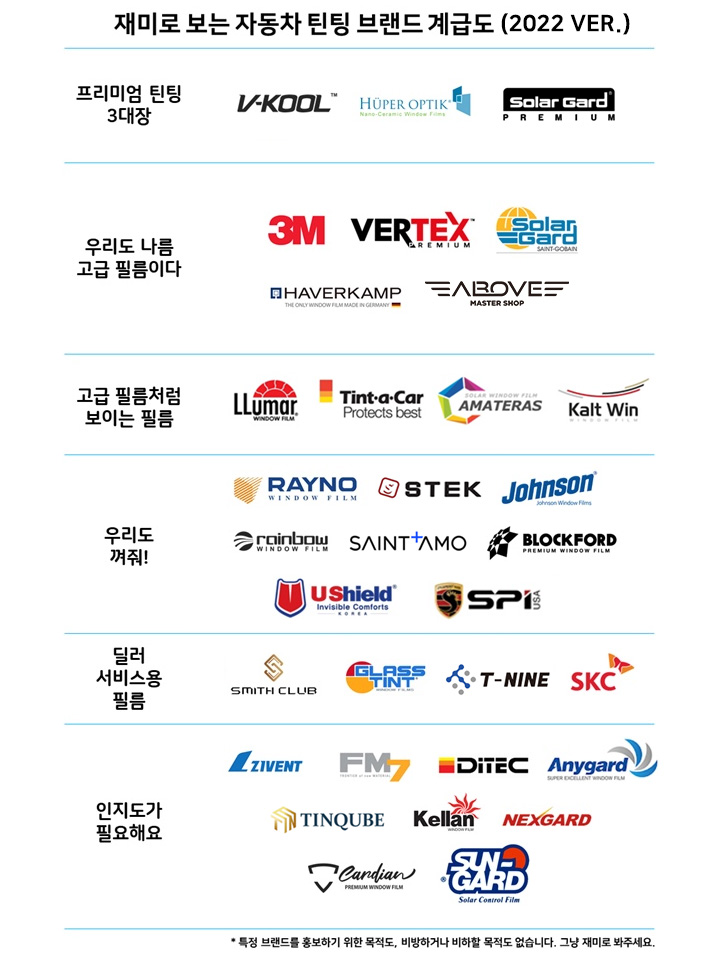 재미로 보는 자동차 틴팅 브랜드 계급도 (2022 VER.)
프리미엄 틴팅
3대장
V-KOOL™
HÜPER OPTIK®
Nano-Ceramic Window Films
Solar Gard®
PREMIUM
우리도 나름
고급 필름이다
3M
VERTEX™
PREMIUM
Solar
Gard
SAINT-GOBAIN
HAVERKAMP
THE ONLY WINDOW FILM MADE IN GERMANY
ABOVE
MASTER SHOP
고급 필름처럼
보이는 필름
LLumar®
WINDOW FILM
Tint·a·Car
Protects best
SOLAR WINDOW FILM
AMATERAS
Kalt Win
WINDOW FILM
우리도
껴줘!
RAYNO
WINDOW FILM
STEK
Johnson®
Johnson Window Films
rainbow
WINDOW FILM
SAINT+AMO
BLOCKFORD
PREMIUM WINDOW FILM
U UShield®
Invisible Comforts
KOREA
SPI USA
딜러
서비스용
필름
SMITH CLUB
GLASS
TINT
WINDOW FILMS
T-NINE
SKC
인지도가
필요해요
ZIVENT
FM7
FRONTIER of new MATERIAL
DiTEC
Anygard
SUPER EXCELLENT WINDOW FILM
TINQUBE
Kellan
WINDOW FILM
NEXGARD
Cardian
PREMIUM WINDOW FILM
SUN-
GARD®
Solar Control Film
* 특정 브랜드를 홍보하기 위한 목적도, 비방하거나 비하할 목적도 없습니다. 그냥 재미로 봐주세요.